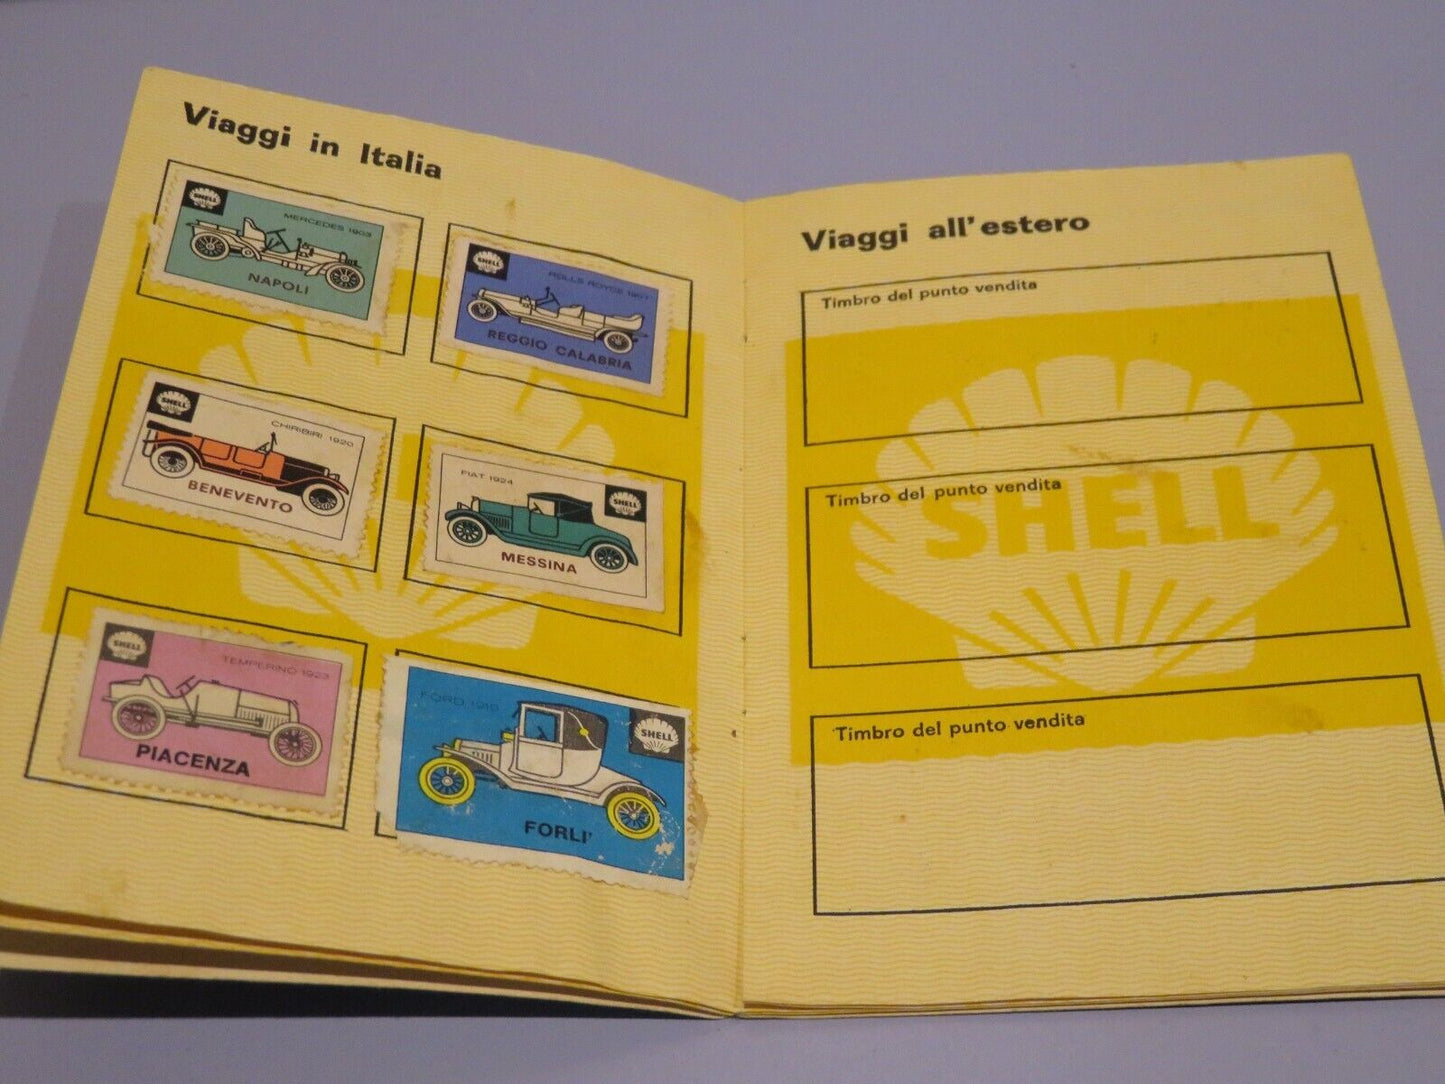 Viaggi in Italia
SHELL
MERCEDES 1903
NAPOLI
SHELL
ROLLS ROYCE 1907
REGGIO CALABRIA
SHELL
CHIRIBIRI 1920
BENEVENTO
FIAT 1924
SHELL
MESSINA
SHELL
TEMPERINO 1923
PIACENZA
FORD
SHELL
FORLI'
Viaggi all'estero
Timbro del punto vendita
Timbro del punto vendita
SHELL
Timbro del punto vendita